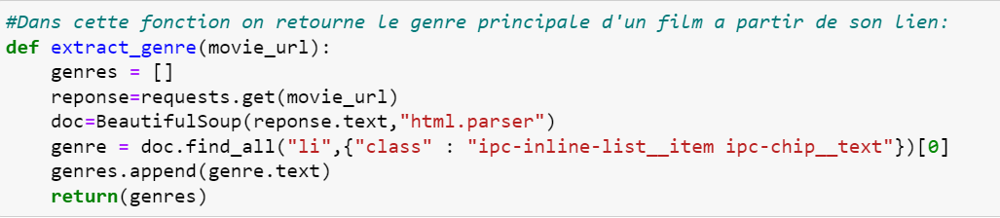 #Dans cette fonction on retourne le genre principale d'un film a partir de son lien:
def extract_genre(movie_url):
    genres = []
    reponse=requests.get(movie_url)
    doc=BeautifulSoup(reponse.text,"html.parser")
    genre = doc.find_all("li",{"class" : "ipc-inline-list__item ipc-chip__text"})[0]
    genres.append(genre.text)
    return(genres)